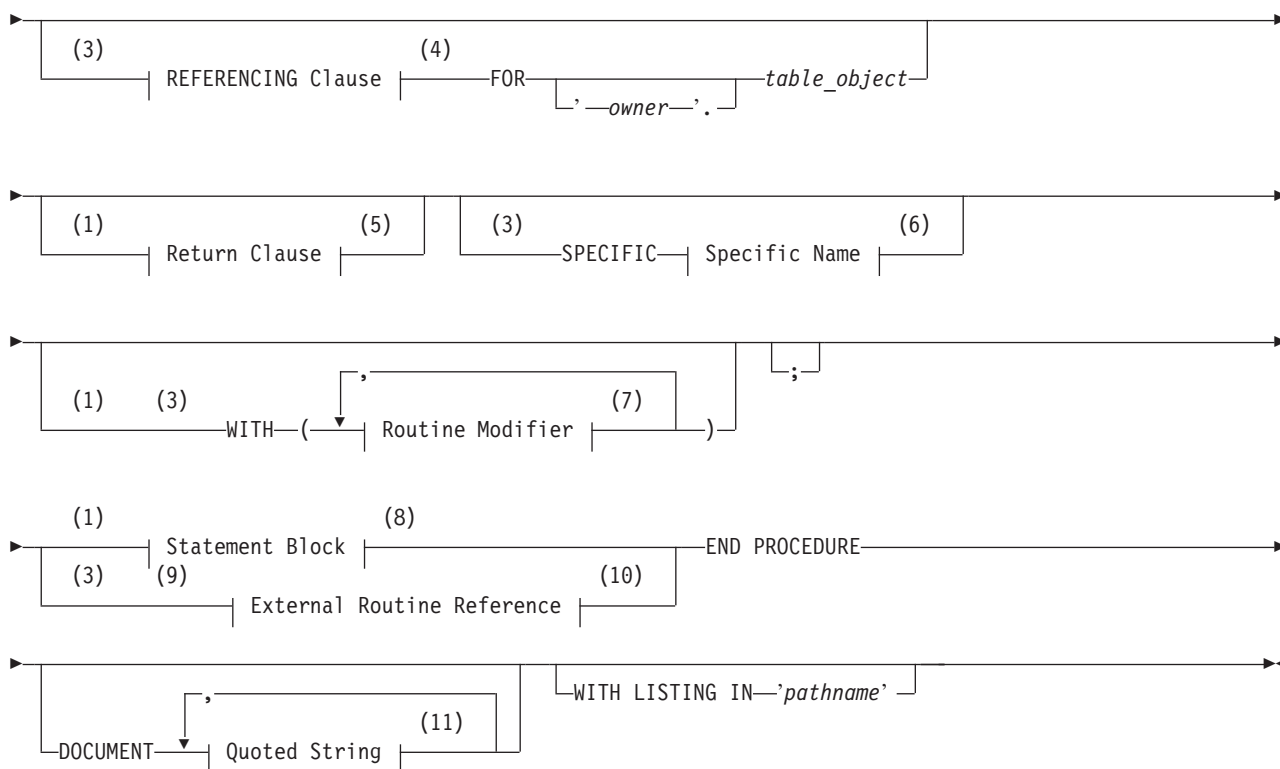 (3) (4)
REFERENCING Clause FOR table_object
’ owner ’ .
(1) (5) (3) (6)
Return Clause SPECIFIC Specific Name
, ;
(1) (3) (7)
WITH ( Routine Modifier )
(1) (8)
Statement Block END PROCEDURE
(3) (9) (10)
External Routine Reference
, WITH LISTING IN ’pathname’
(11)
DOCUMENT Quoted String